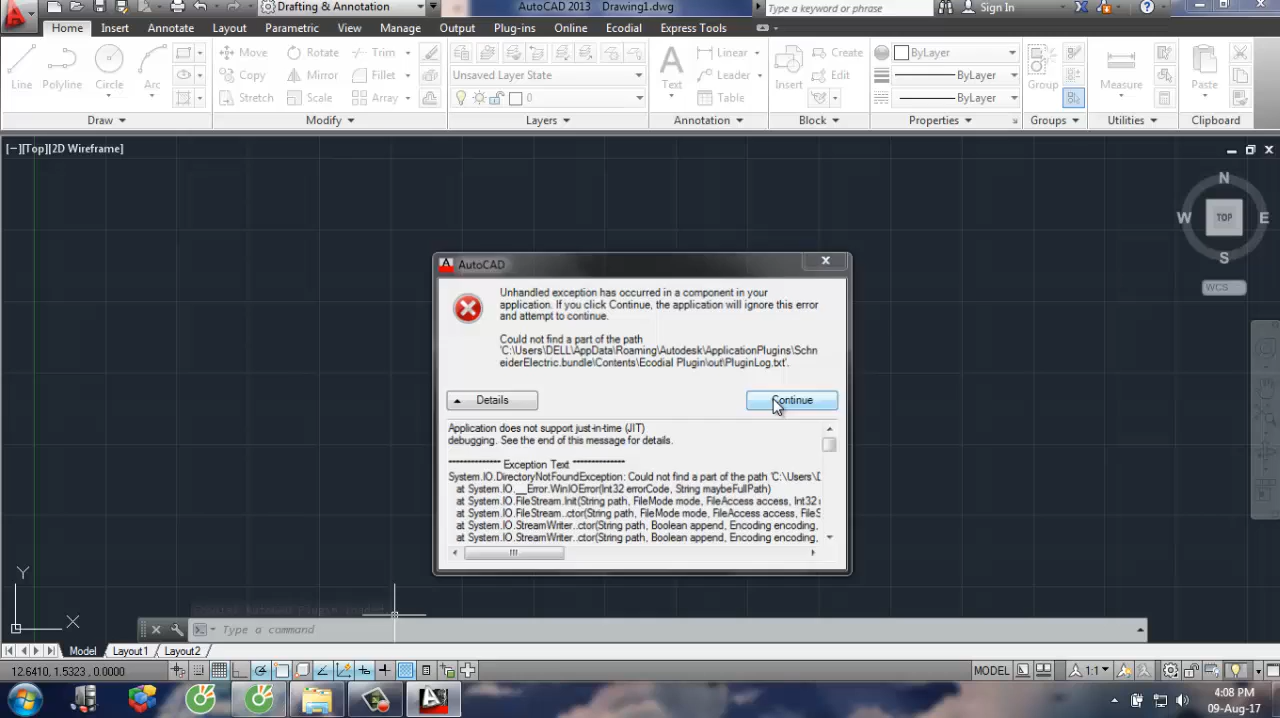 Drafting & Annotation
AutoCAD 2013 Drawing1.dwg
Type a keyword or phrase
Sign In
Home Insert Annotate Layout Parametric View Manage Output Plug-ins Online Ecodial Express Tools
Line
Polyline
Circle
Arc
Draw
Move Rotate Trim
Copy Mirror Fillet
Stretch Scale Array
Modify
Unsaved Layer State
0
Layers
Text
Linear
Leader
Table
Annotation
Insert
Create
Edit
Block
ByLayer
ByLayer
ByLayer
Properties
Group
Groups
Measure
Utilities
Paste
Clipboard
[−][Top][2D Wireframe]
N
W TOP E
S
WCS
AutoCAD
Unhandled exception has occurred in a component in your
application. If you click Continue, the application will ignore this error
and attempt to continue.
Could not find a part of the path
'C:\Users\DELL\AppData\Roaming\Autodesk\ApplicationPlugins\Schn
eiderElectric.bundle\Contents\Ecodial Plugin\out\PluginLog.txt'.
Details
Continue
Application does not support just-in-time (JIT)
debugging. See the end of this message for details.
************** Exception Text **************
System.IO.DirectoryNotFoundException: Could not find a part of the path 'C:\Users\D
at System.IO.__Error.WinIOError(Int32 errorCode, String maybeFullPath)
at System.IO.FileStream.Init(String path, FileMode mode, FileAccess access, Int32
at System.IO.FileStream..ctor(String path, FileMode mode, FileAccess access, FileS
at System.IO.StreamWriter..ctor(String path, Boolean append, Encoding encoding,
at System.IO.StreamWriter..ctor(String path, Boolean append, Encoding encoding,
Y
X
Type a command
Model Layout1 Layout2
12.6410, 1.5323, 0.0000
MODEL
1:1
4:08 PM
09-Aug-17